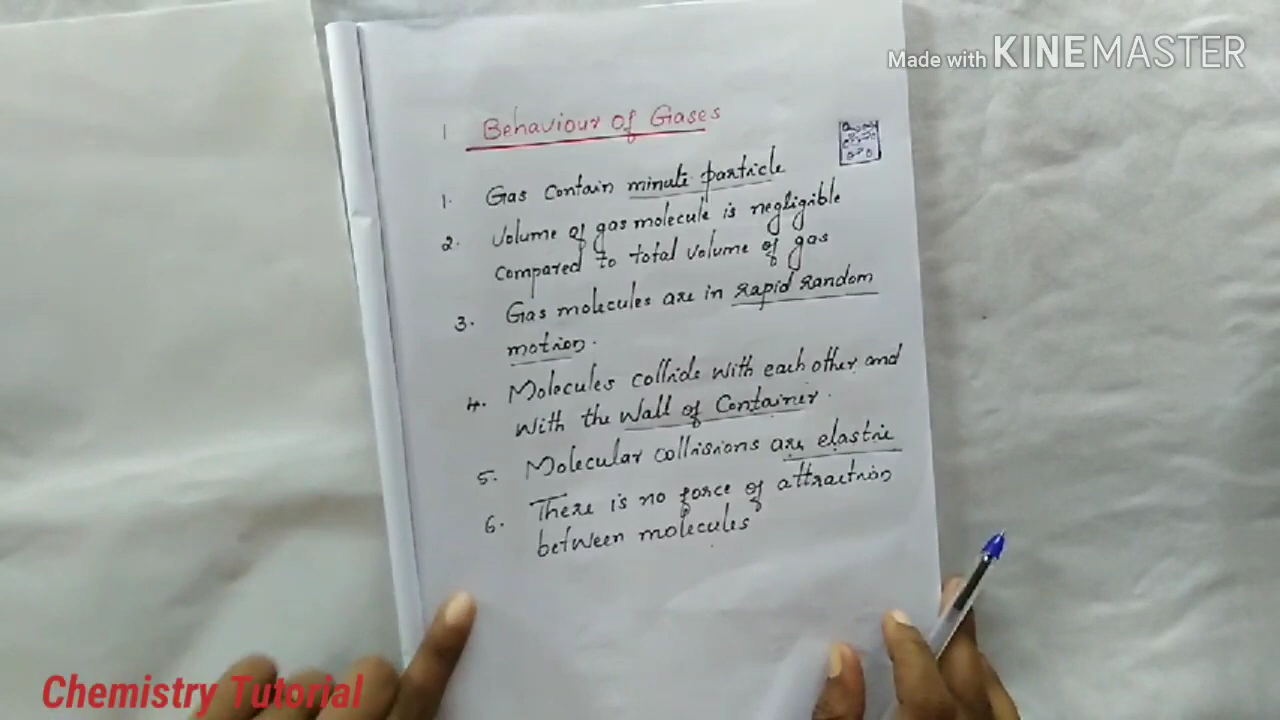 Made with KINEMASTER
1 Behaviour of Gases
1. Gas contain minute particle
2. Volume of gas molecule is negligible
compared to total volume of gas
3. Gas molecules are in rapid random
motion.
4. Molecules collide with each other and
with the wall of container.
5. Molecular collisions are elastic
6. There is no force of attraction
between molecules
Chemistry Tutorial